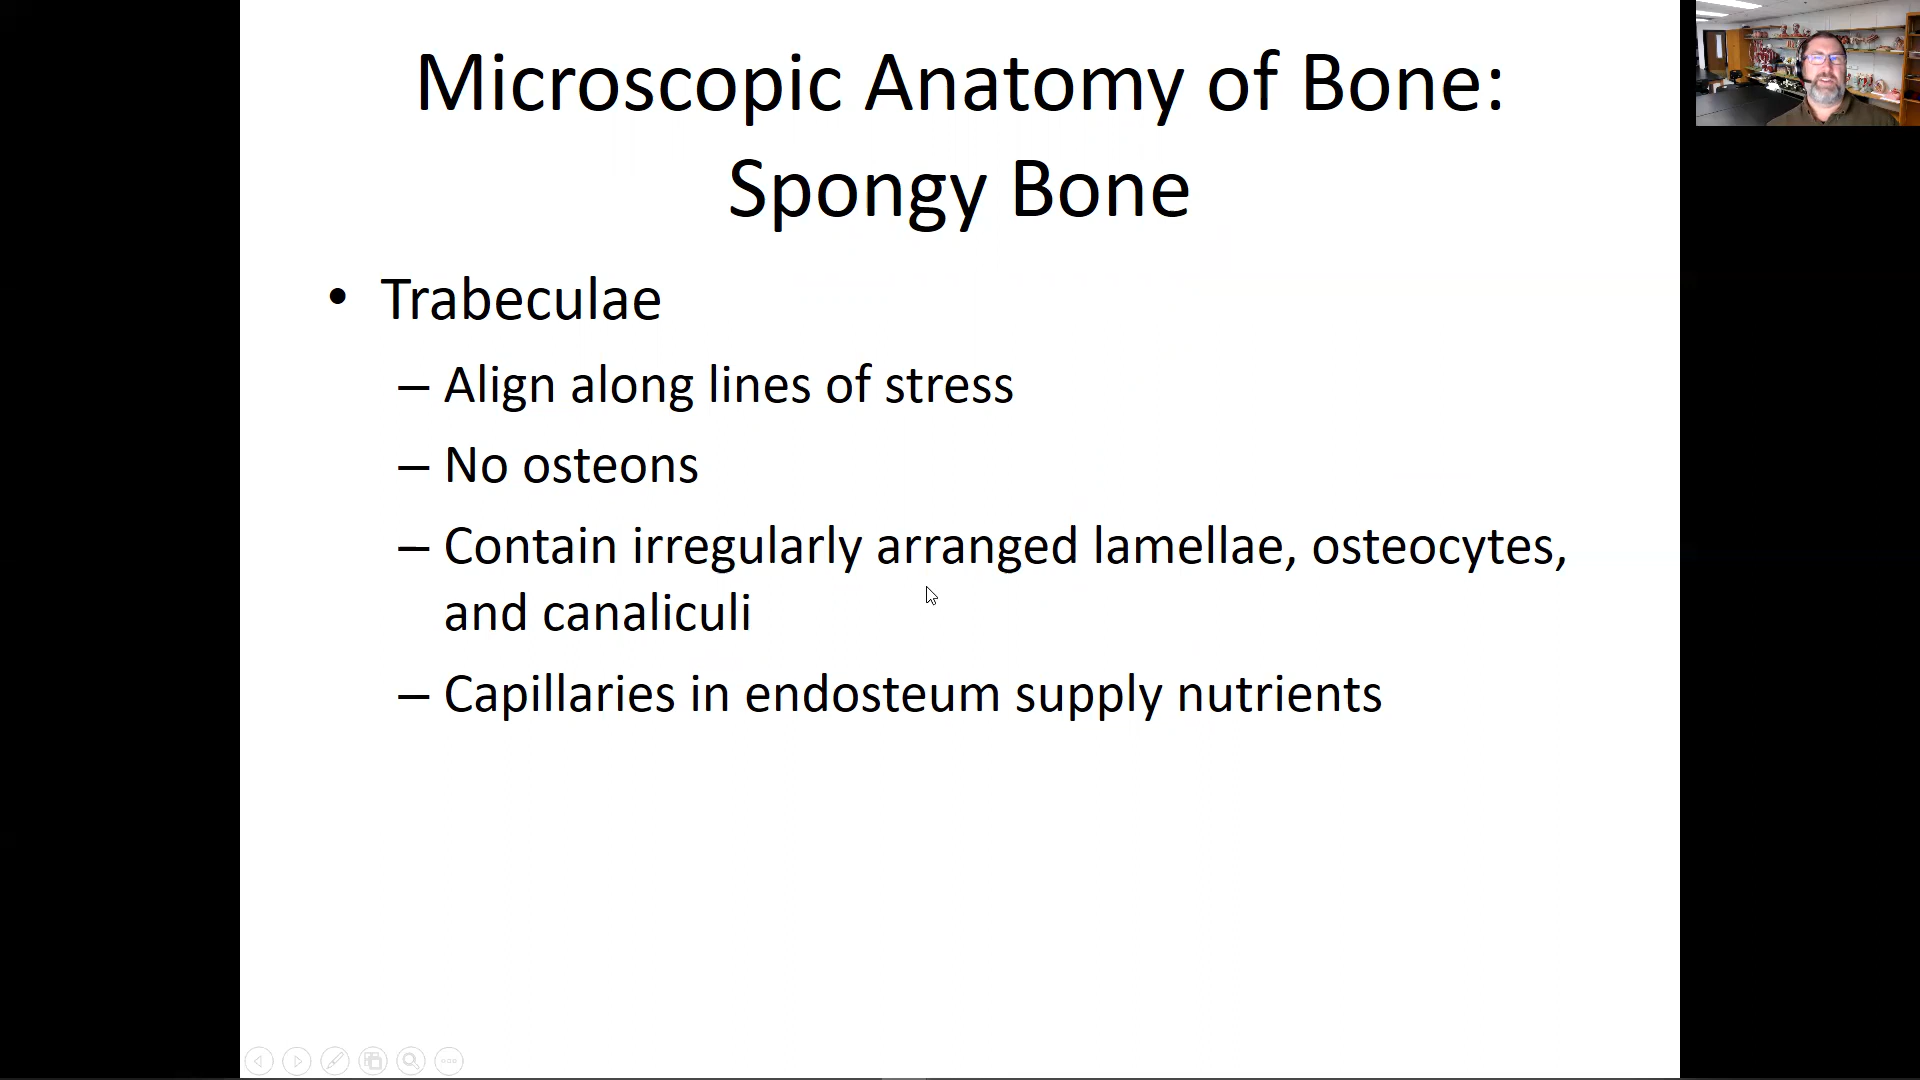 Microscopic Anatomy of Bone:
Spongy Bone
• Trabeculae
– Align along lines of stress
– No osteons
– Contain irregularly arranged lamellae, osteocytes,
and canaliculi
– Capillaries in endosteum supply nutrients